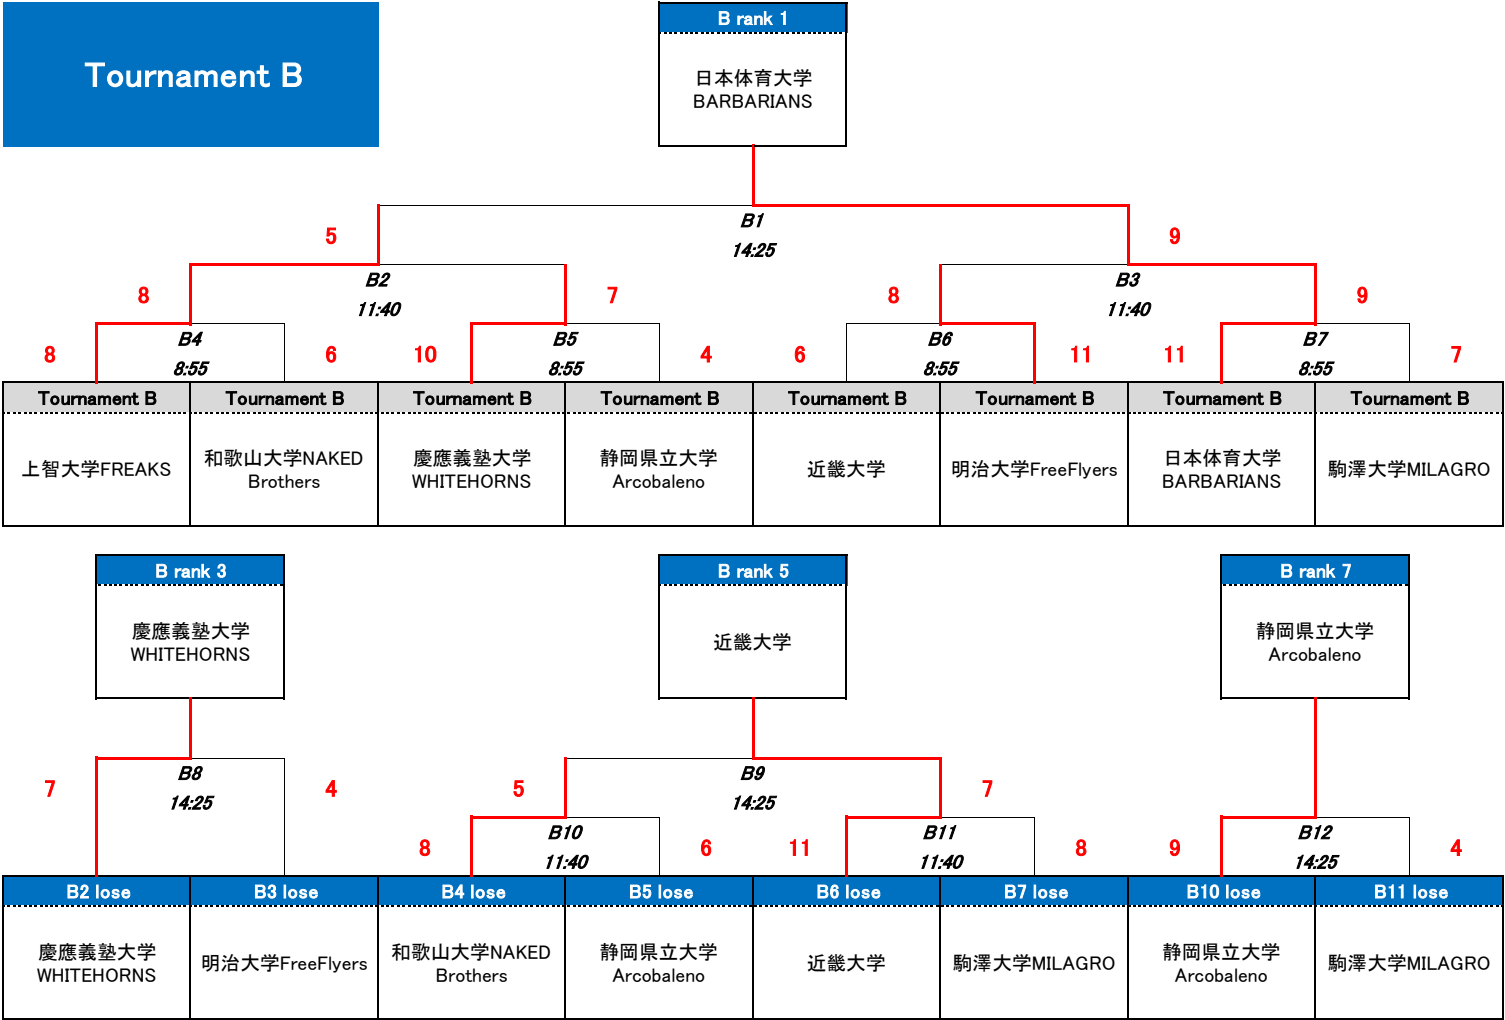 Tournament B
B rank 1
日本体育大学
BARBARIANS
B1
14:25
5
9
B2
11:40
B3
11:40
8
7
8
9
B4
8:55
B5
8:55
B6
8:55
B7
8:55
8
6
10
4
6
11
11
7
Tournament B
Tournament B
Tournament B
Tournament B
Tournament B
Tournament B
Tournament B
Tournament B
上智大学FREAKS
和歌山大学NAKED
Brothers
慶應義塾大学
WHITEHORNS
静岡県立大学
Arcobaleno
近畿大学
明治大学FreeFlyers
日本体育大学
BARBARIANS
駒澤大学MILAGRO
B rank 3
慶應義塾大学
WHITEHORNS
B rank 5
近畿大学
B rank 7
静岡県立大学
Arcobaleno
7
B8
14:25
4
5
B9
14:25
7
8
B10
11:40
6
11
B11
11:40
8
9
B12
14:25
4
B2 lose
B3 lose
B4 lose
B5 lose
B6 lose
B7 lose
B10 lose
B11 lose
慶應義塾大学
WHITEHORNS
明治大学FreeFlyers
和歌山大学NAKED
Brothers
静岡県立大学
Arcobaleno
近畿大学
駒澤大学MILAGRO
静岡県立大学
Arcobaleno
駒澤大学MILAGRO